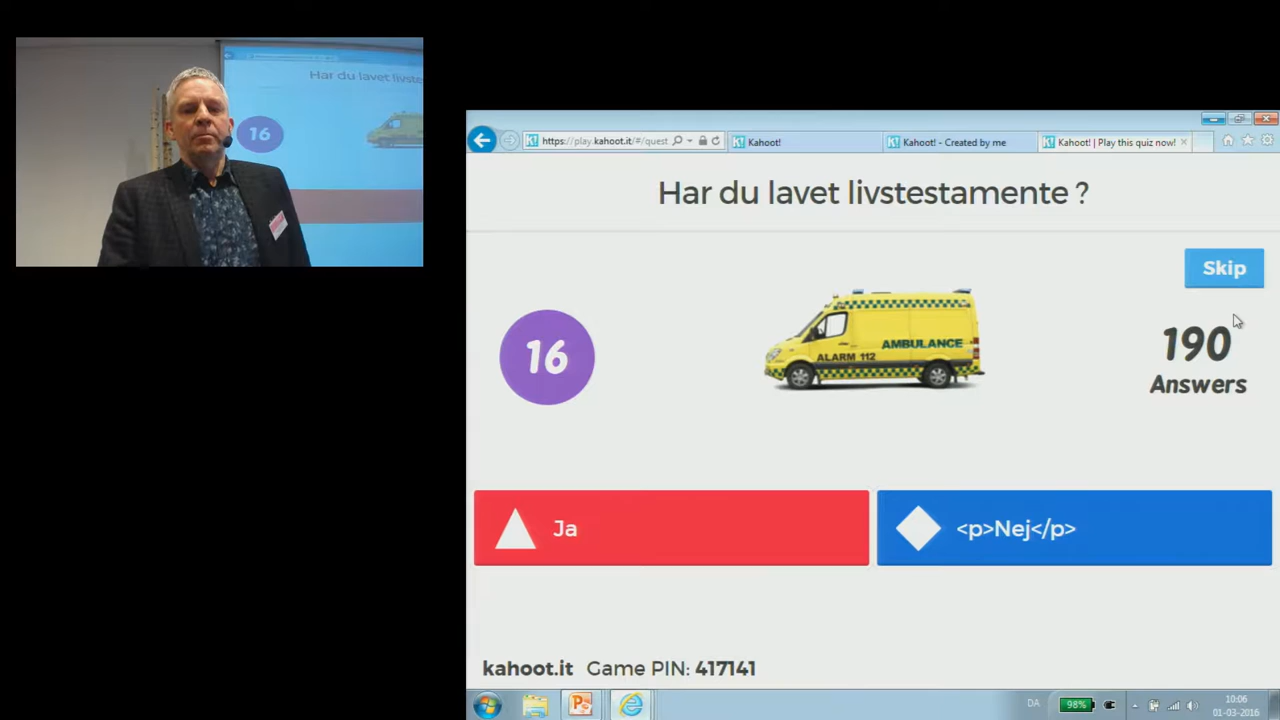 Har du lavet livstest
16
https://play.kahoot.it/#/quest
Kahoot!
Kahoot! - Created by me
Kahoot! | Play this quiz now!
Har du lavet livstestamente ?
Skip
16
AMBULANCE
ALARM 112
190
Answers
Ja
<p>Nej</p>
kahoot.it Game PIN: 417141
DA
98%
10:06
01-03-2016